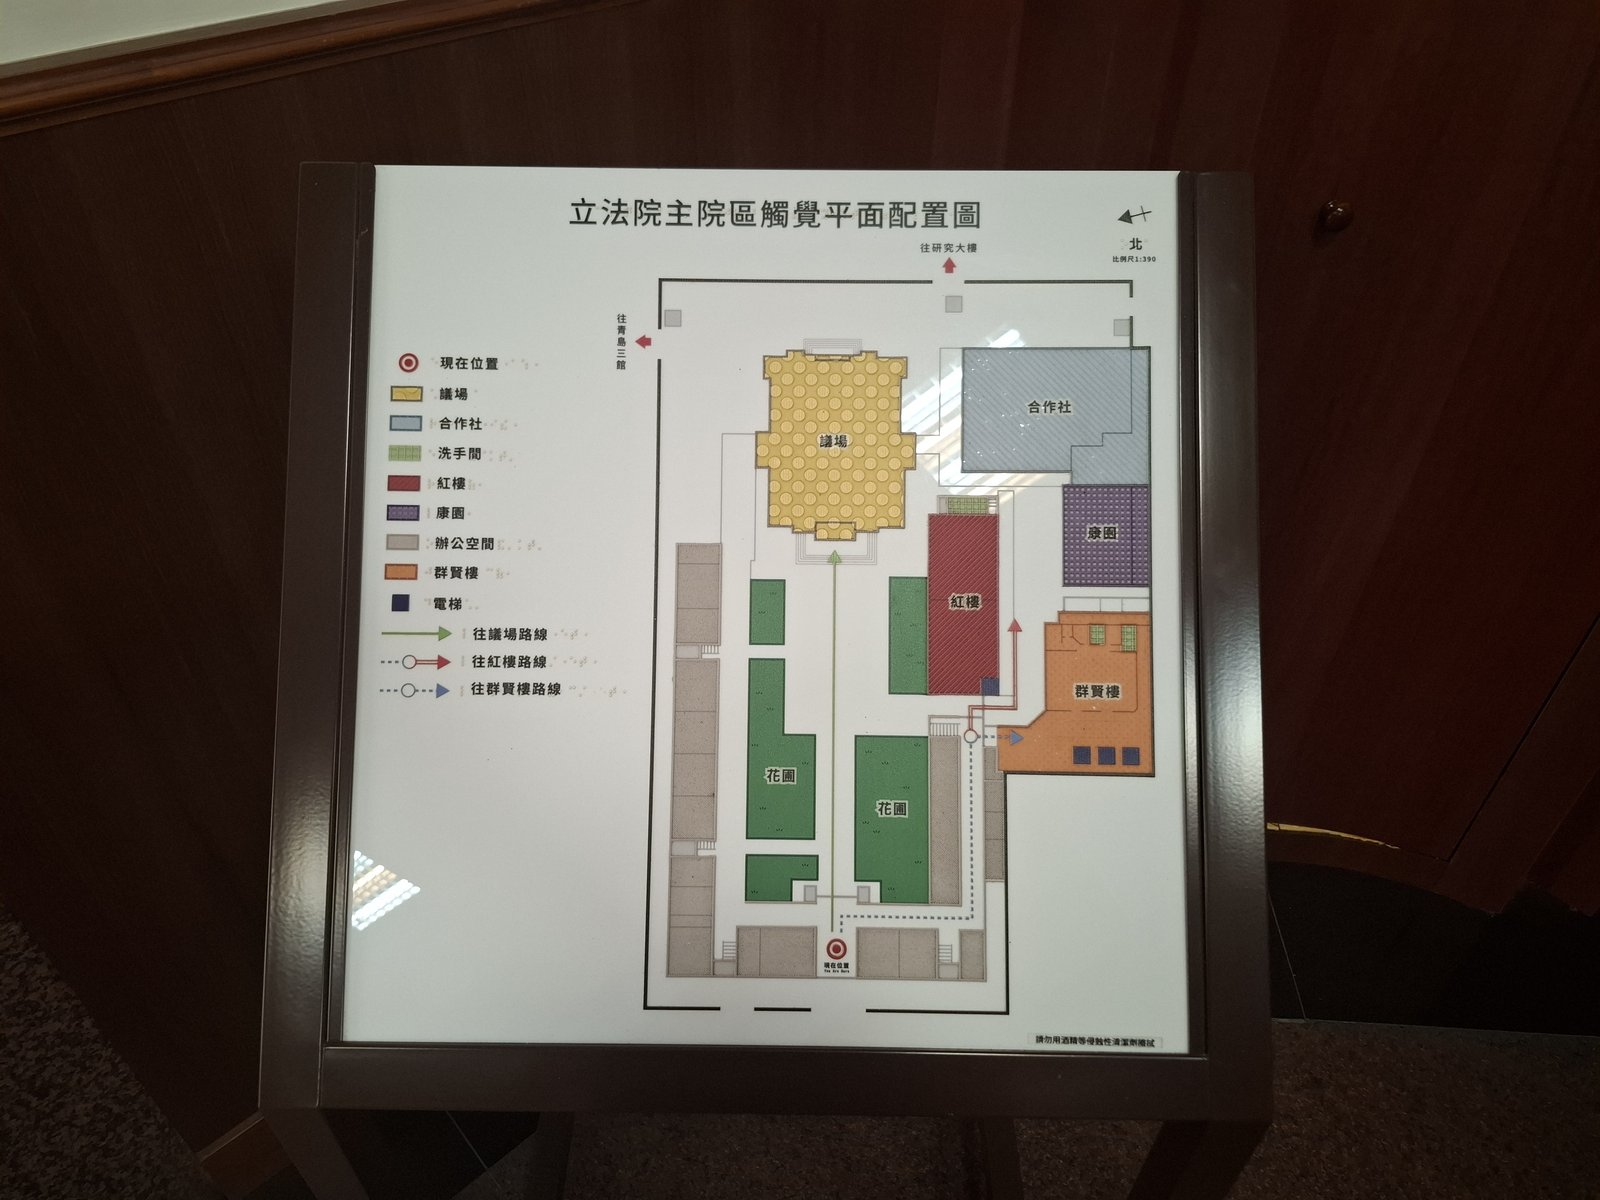 立法院主院區觸覺平面配置圖
北
比例尺1:390
往研究大樓
往青島三館
現在位置
議場
合作社
洗手間
紅樓
康園
辦公空間
群賢樓
電梯
往議場路線
往紅樓路線
往群賢樓路線
議場
合作社
康園
紅樓
群賢樓
花圃
花圃
現在位置
You Are Here
請勿用酒精等侵蝕性清潔劑擦拭